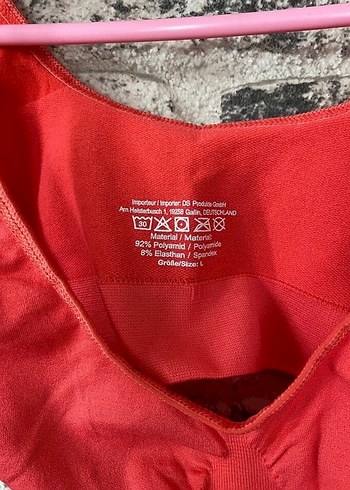 Importeur / Importer: DS Produkte GmbH
Am Heisterbusch 1, 19258 Gallin, DEUTSCHLAND
30
Material / Material:
92% Polyamid / Polyamide
8% Elasthan / Spandex
Größe/Size: L